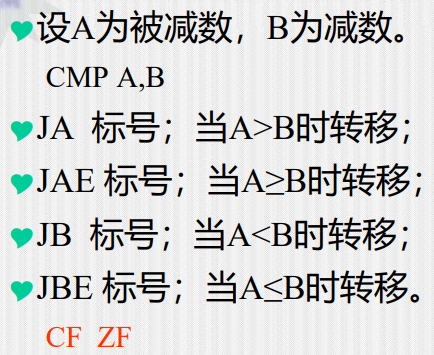 设A为被减数，B为减数。
CMP A,B
JA 标号；当A>B时转移；
JAE 标号；当A≥B时转移；
JB 标号；当A<B时转移；
JBE 标号；当A≤B时转移。
CF ZF